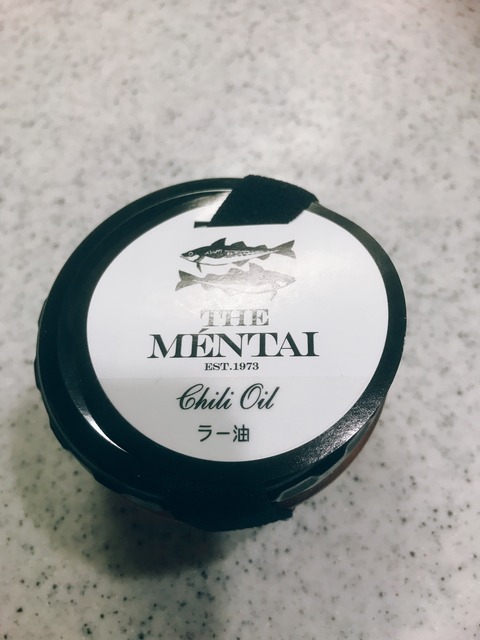 THE
MÉNTAI
EST.1973
Chili Oil
ラー油